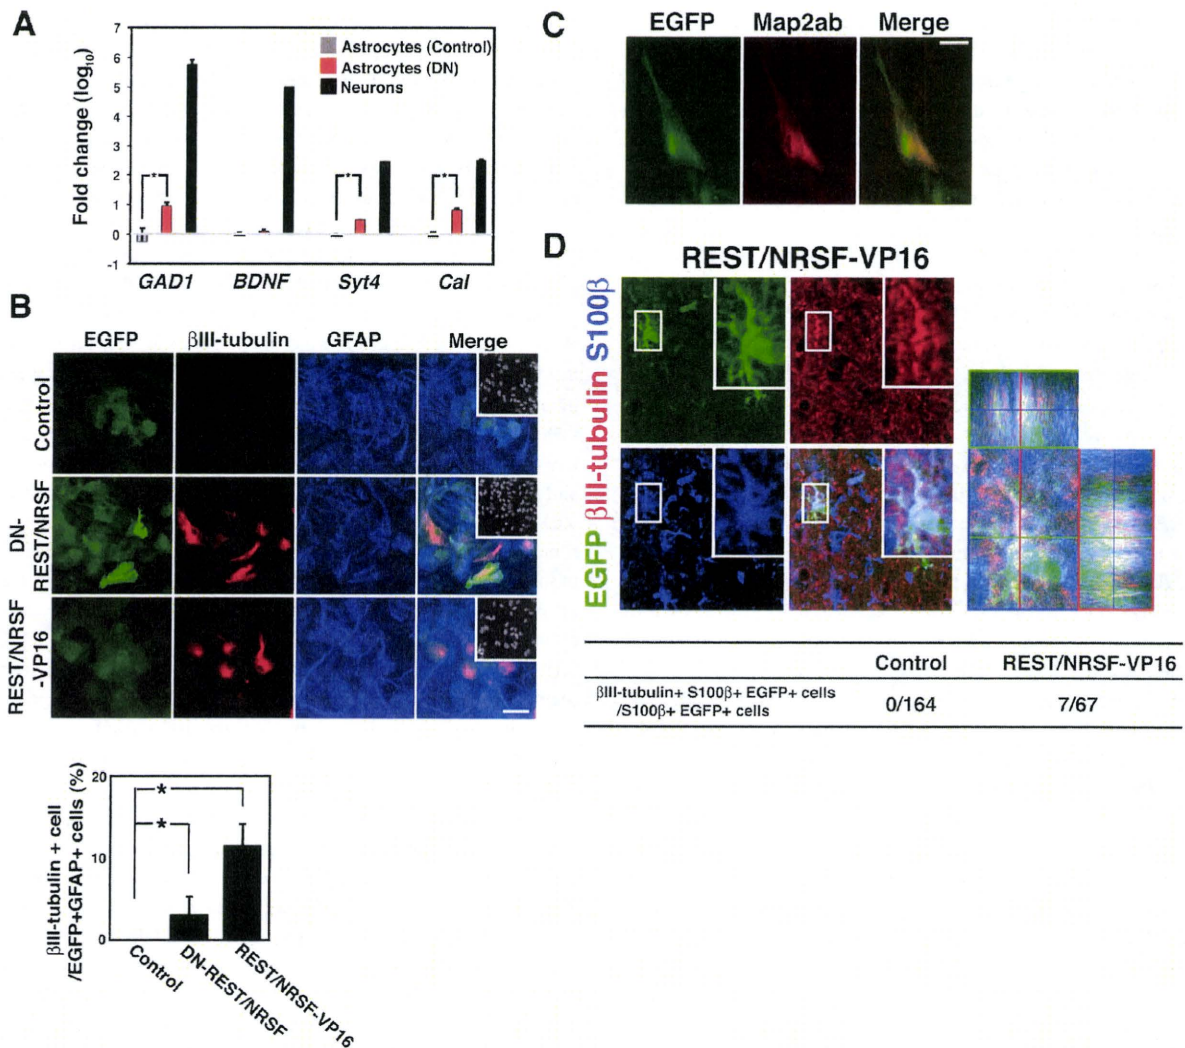 A
Fold change (log10)
7
6
5
4
3
2
1
0
-1
Astrocytes (Control)
Astrocytes (DN)
Neurons
*
*
*
GAD1 BDNF Syt4 Cal
B
EGFP βIII-tubulin GFAP Merge
Control
DN-
REST/NRSF
REST/NRSF
-VP16
βIII-tubulin + cell
/EGFP+GFAP+ cells (%)
20
10
0
*
*
Control
DN-REST/NRSF
REST/NRSF-VP16
C
EGFP Map2ab Merge
D
REST/NRSF-VP16
EGFP βIII-tubulin S100β
Control REST/NRSF-VP16
βIII-tubulin+ S100β+ EGFP+ cells
/S100β+ EGFP+ cells
0/164 7/67